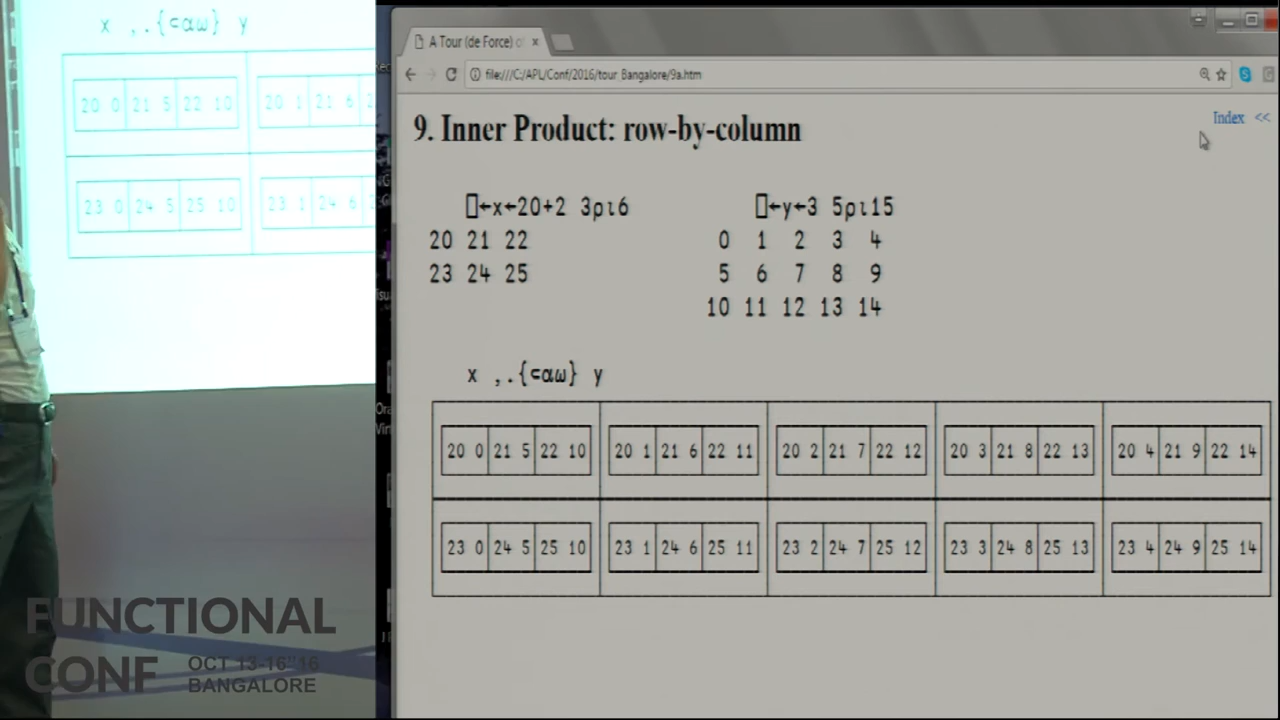 x ,.{⊂⍺⍵} y
20 0 21 5 22 10 20 1 21 6
23 0 24 5 25 10 23 1 24 6
FUNCTIONAL
CONF OCT 13-16"16
BANGALORE
A Tour (de Force) o
file:///C:/APL/Conf/2016/tour Bangalore/9a.htm
9. Inner Product: row-by-column
Index <<
⎕←x←20+2 3⍴⍳6 ⎕←y←3 5⍴⍳15
20 21 22 0 1 2 3 4
23 24 25 5 6 7 8 9
10 11 12 13 14
x ,.{⊂⍺⍵} y
20 0 21 5 22 10 20 1 21 6 22 11 20 2 21 7 22 12 20 3 21 8 22 13 20 4 21 9 22 14
23 0 24 5 25 10 23 1 24 6 25 11 23 2 24 7 25 12 23 3 24 8 25 13 23 4 24 9 25 14